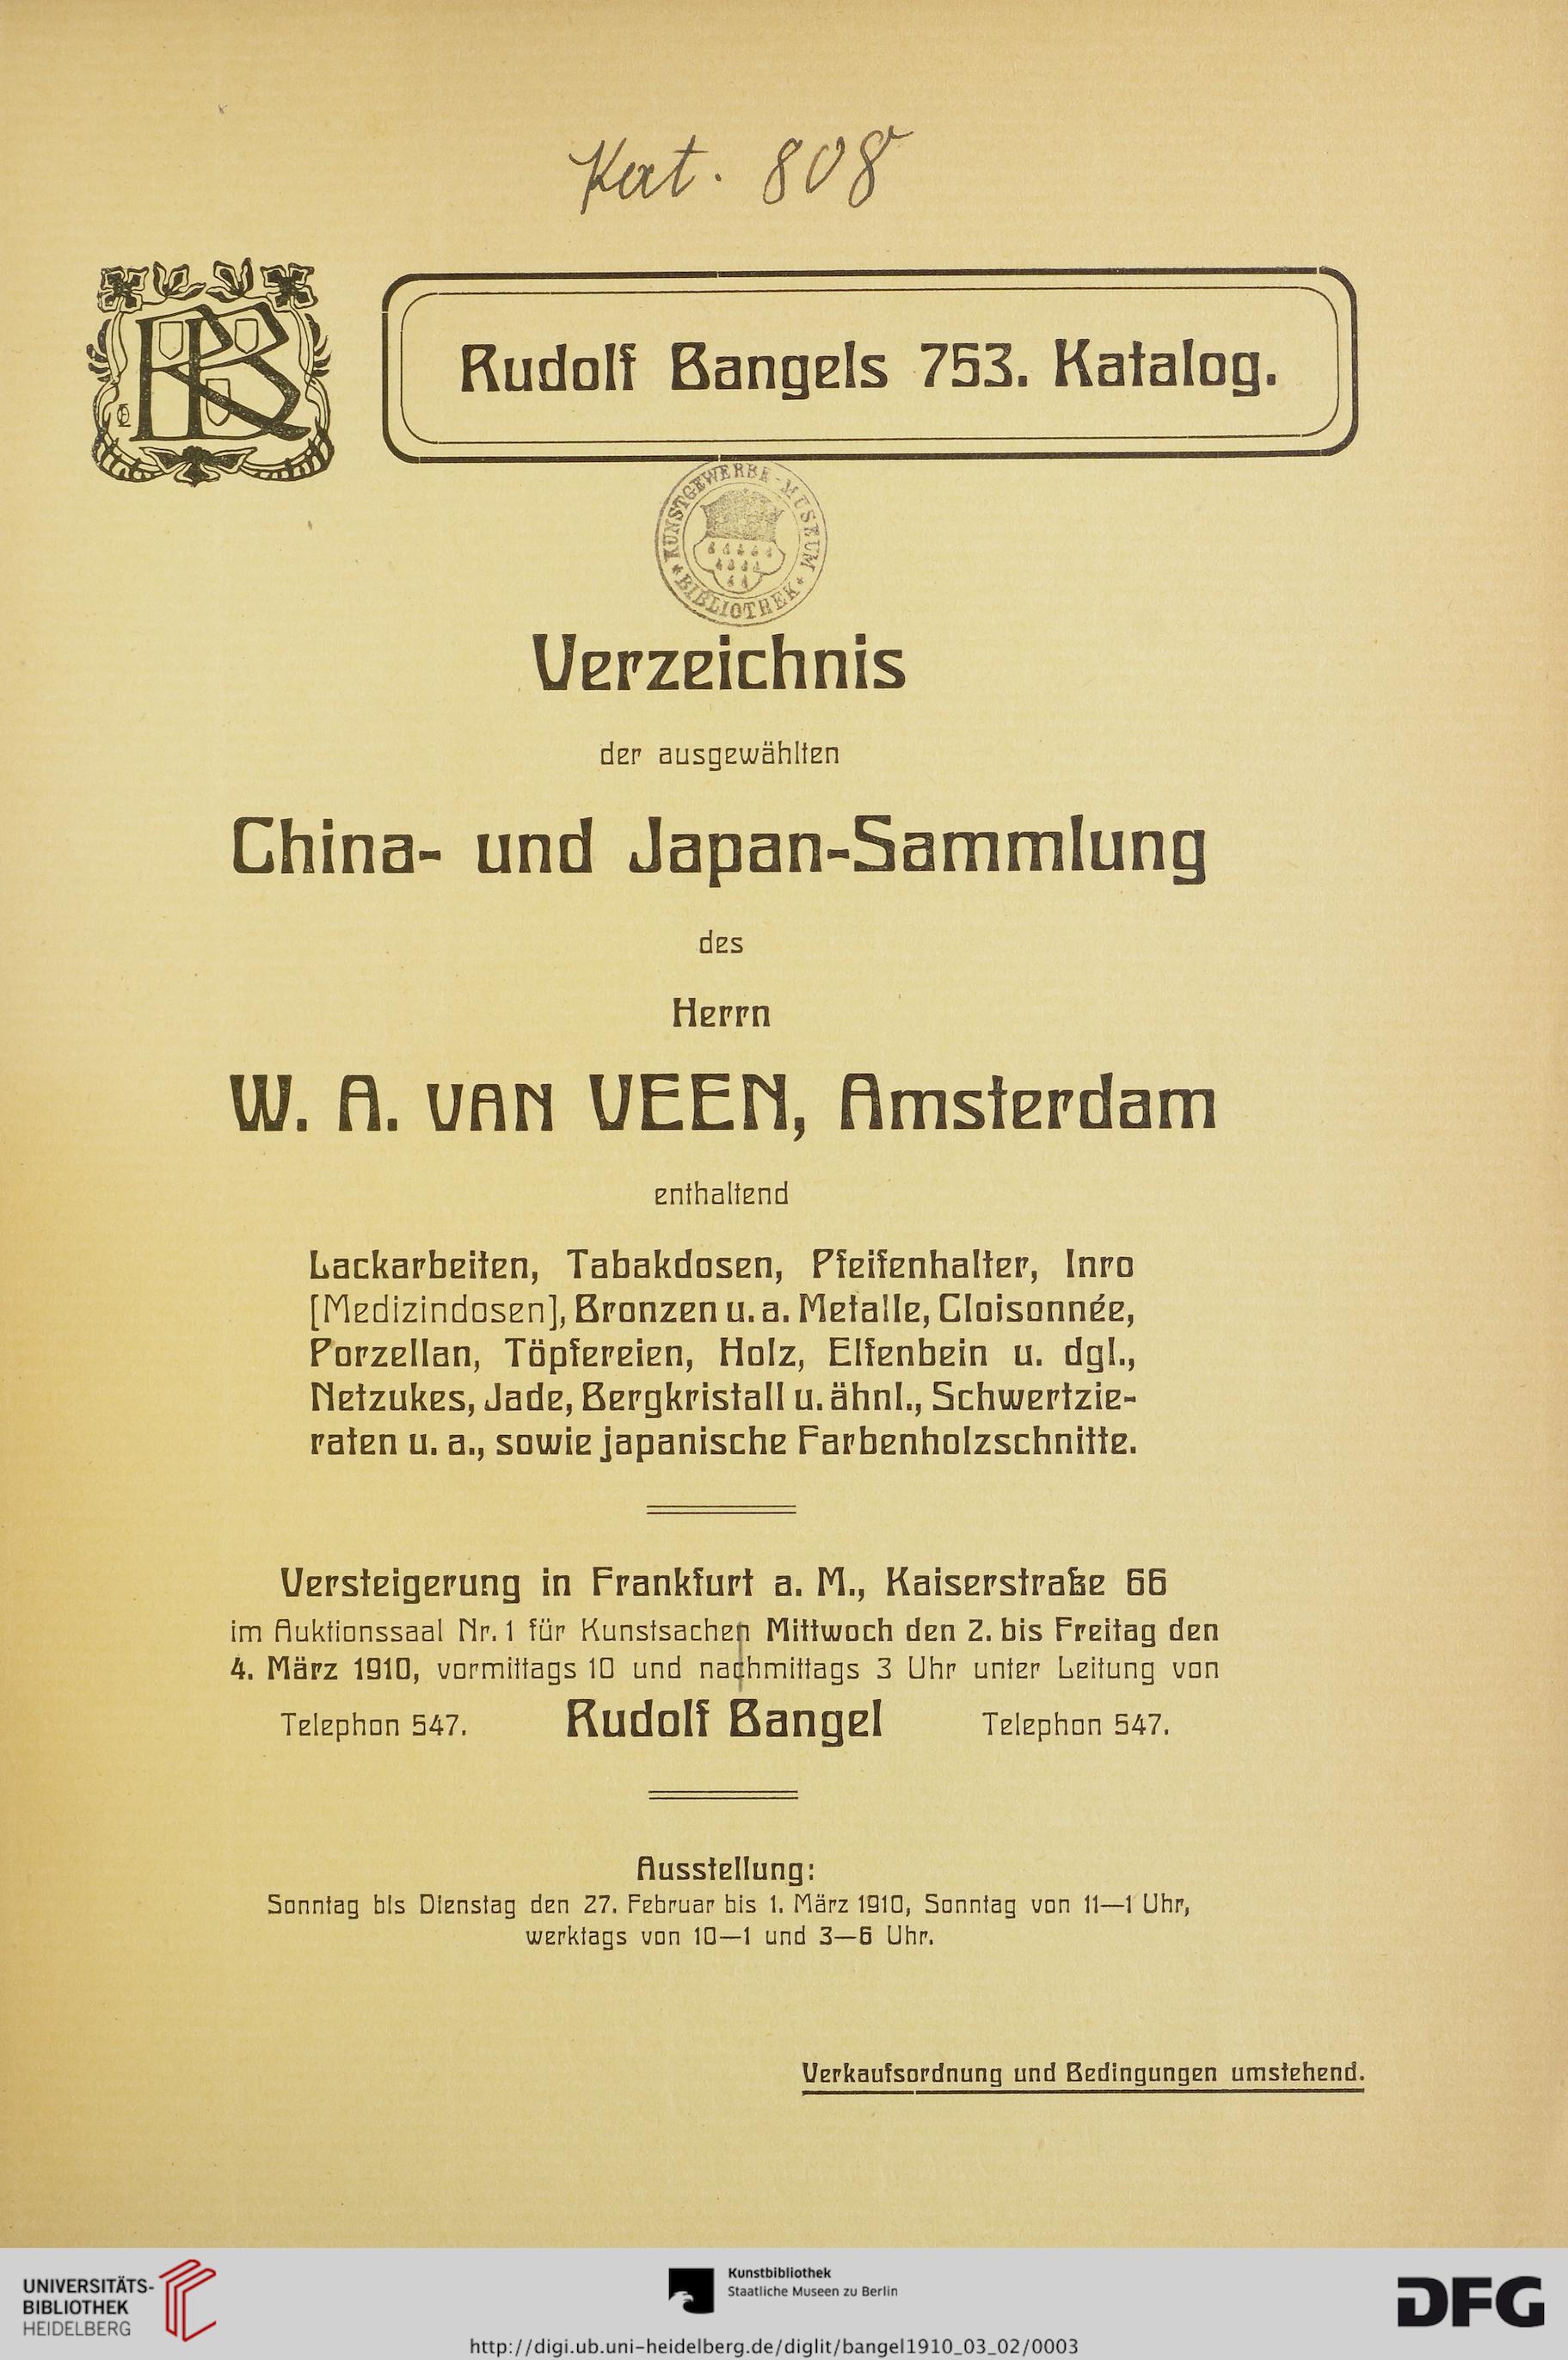 Kat. 808
RB
Rudolf Bangels 753. Katalog.
KUNSTGEWERBE-MUSEUM
* BIBLIOTHEK *
Verzeichnis
der ausgewählten
China- und Japan-Sammlung
des
Herrn
W. A. VAN VEEN, Amsterdam
enthaltend
Lackarbeiten, Tabakdosen, Pfeifenhalter, Inro
[Medizindosen], Bronzen u. a. Metalle, Cloisonnée,
Porzellan, Töpfereien, Holz, Elfenbein u. dgl.,
Netzukes, Jade, Bergkristall u. ähnl., Schwertzie-
raten u. a., sowie japanische Farbenholzschnitte.
Versteigerung in Frankfurt a. M., Kaiserstraße 66
im Auktionssaal Nr. 1 für Kunstsachen Mittwoch den 2. bis Freitag den
4. März 1910, vormittags 10 und nachmittags 3 Uhr unter Leitung von
Telephon 547. Rudolf Bangel Telephon 547.
Ausstellung:
Sonntag bis Dienstag den 27. Februar bis 1. März 1910, Sonntag von 11—1 Uhr,
werktags von 10—1 und 3—6 Uhr.
Verkaufsordnung und Bedingungen umstehend.
UNIVERSITÄTS-
BIBLIOTHEK
HEIDELBERG
Kunstbibliothek
Staatliche Museen zu Berlin
DFG
http://digi.ub.uni-heidelberg.de/diglit/bangel1910_03_02/0003